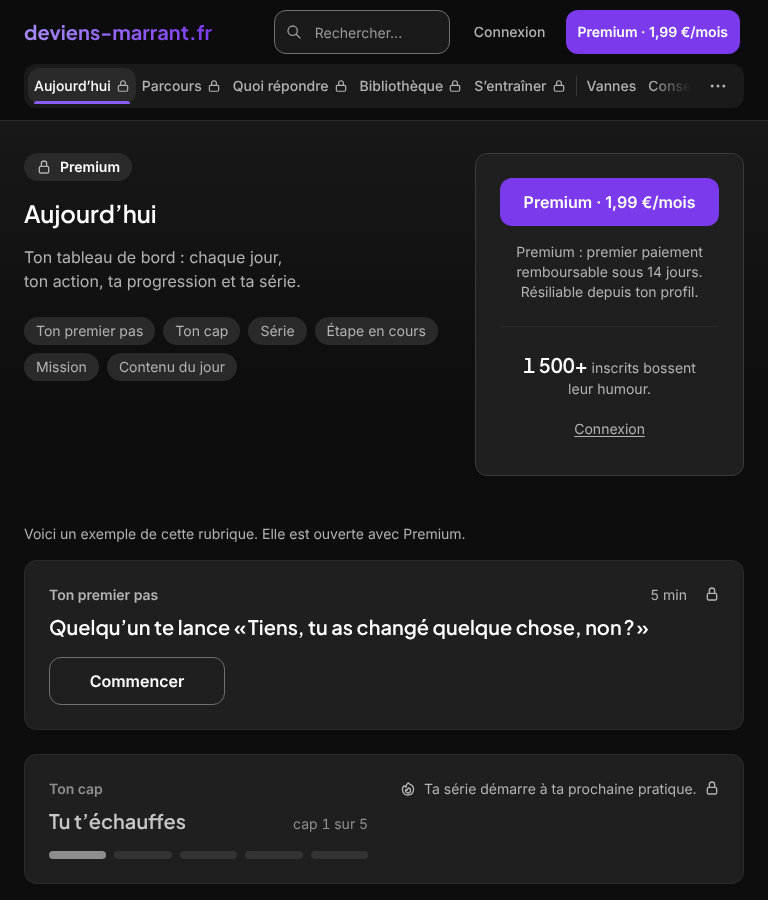 deviens-marrant.fr
Rechercher...
Connexion
Premium · 1,99 €/mois
Aujourd’hui
Parcours
Quoi répondre
Bibliothèque
S’entraîner
Vannes
Premium
Aujourd’hui
Ton tableau de bord : chaque jour,
ton action, ta progression et ta série.
Ton premier pas
Ton cap
Série
Étape en cours
Mission
Contenu du jour
Premium · 1,99 €/mois
Premium : premier paiement
remboursable sous 14 jours.
Résiliable depuis ton profil.
1 500+ inscrits bossent
leur humour.
Connexion
Voici un exemple de cette rubrique. Elle est ouverte avec Premium.
Ton premier pas
5 min
Quelqu’un te lance « Tiens, tu as changé quelque chose, non ? »
Commencer
Ton cap
Ta série démarre à ta prochaine pratique.
Tu t’échauffes
cap 1 sur 5